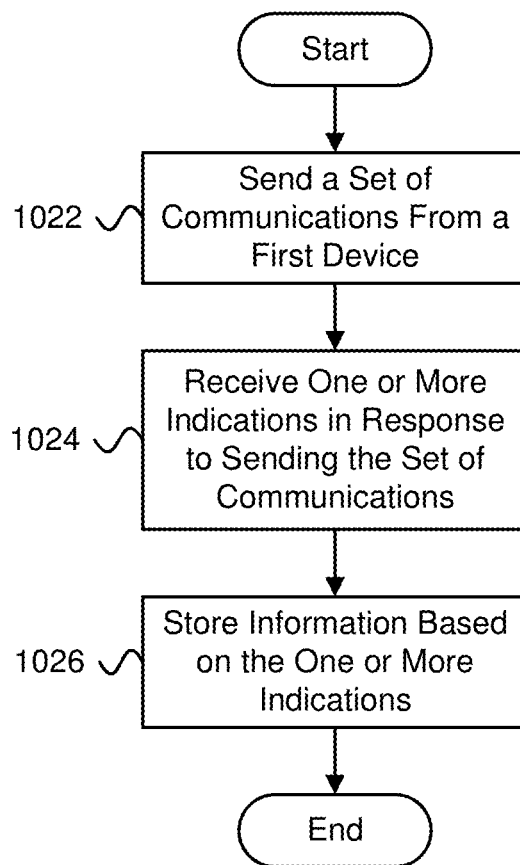 Start
1022
Send a Set of
Communications From a
First Device
1024
Receive One or More
Indications in Response
to Sending the Set of
Communications
1026
Store Information Based
on the One or More
Indications
End